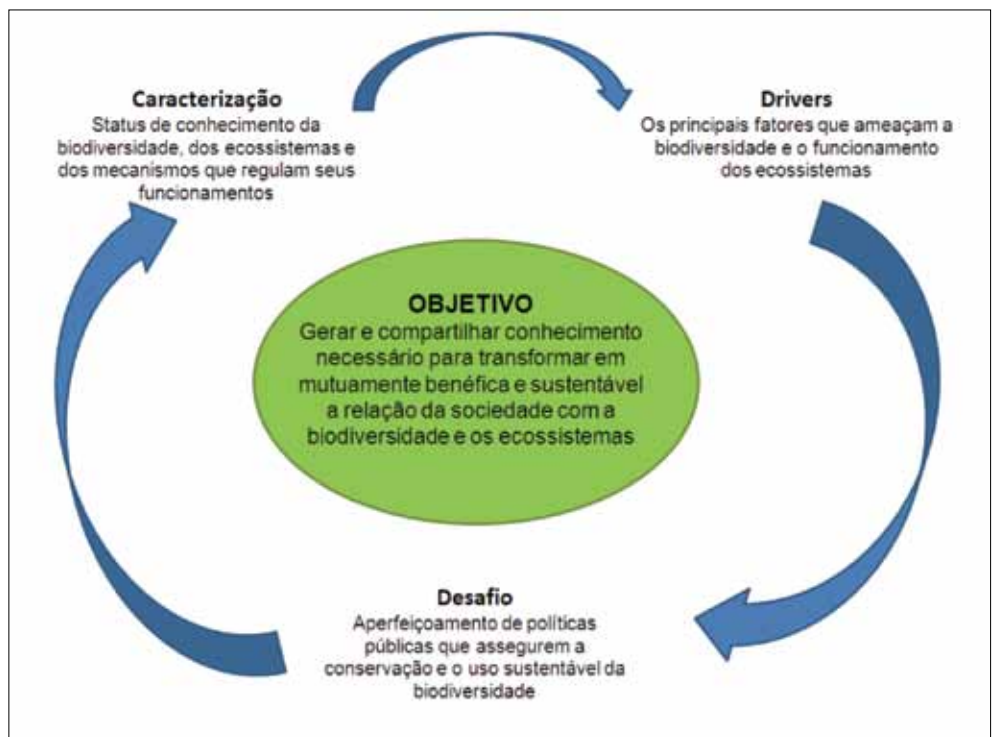 Caracterização
Status de conhecimento da
biodiversidade, dos ecossistemas e
dos mecanismos que regulam seus
funcionamentos
Drivers
Os principais fatores que ameaçam a
biodiversidade e o funcionamento
dos ecossistemas
OBJETIVO
Gerar e compartilhar conhecimento
necessário para transformar em
mutuamente benéfica e sustentável
a relação da sociedade com a
biodiversidade e os ecossistemas
Desafio
Aperfeiçoamento de políticas
públicas que assegurem a
conservação e o uso sustentável da
biodiversidade